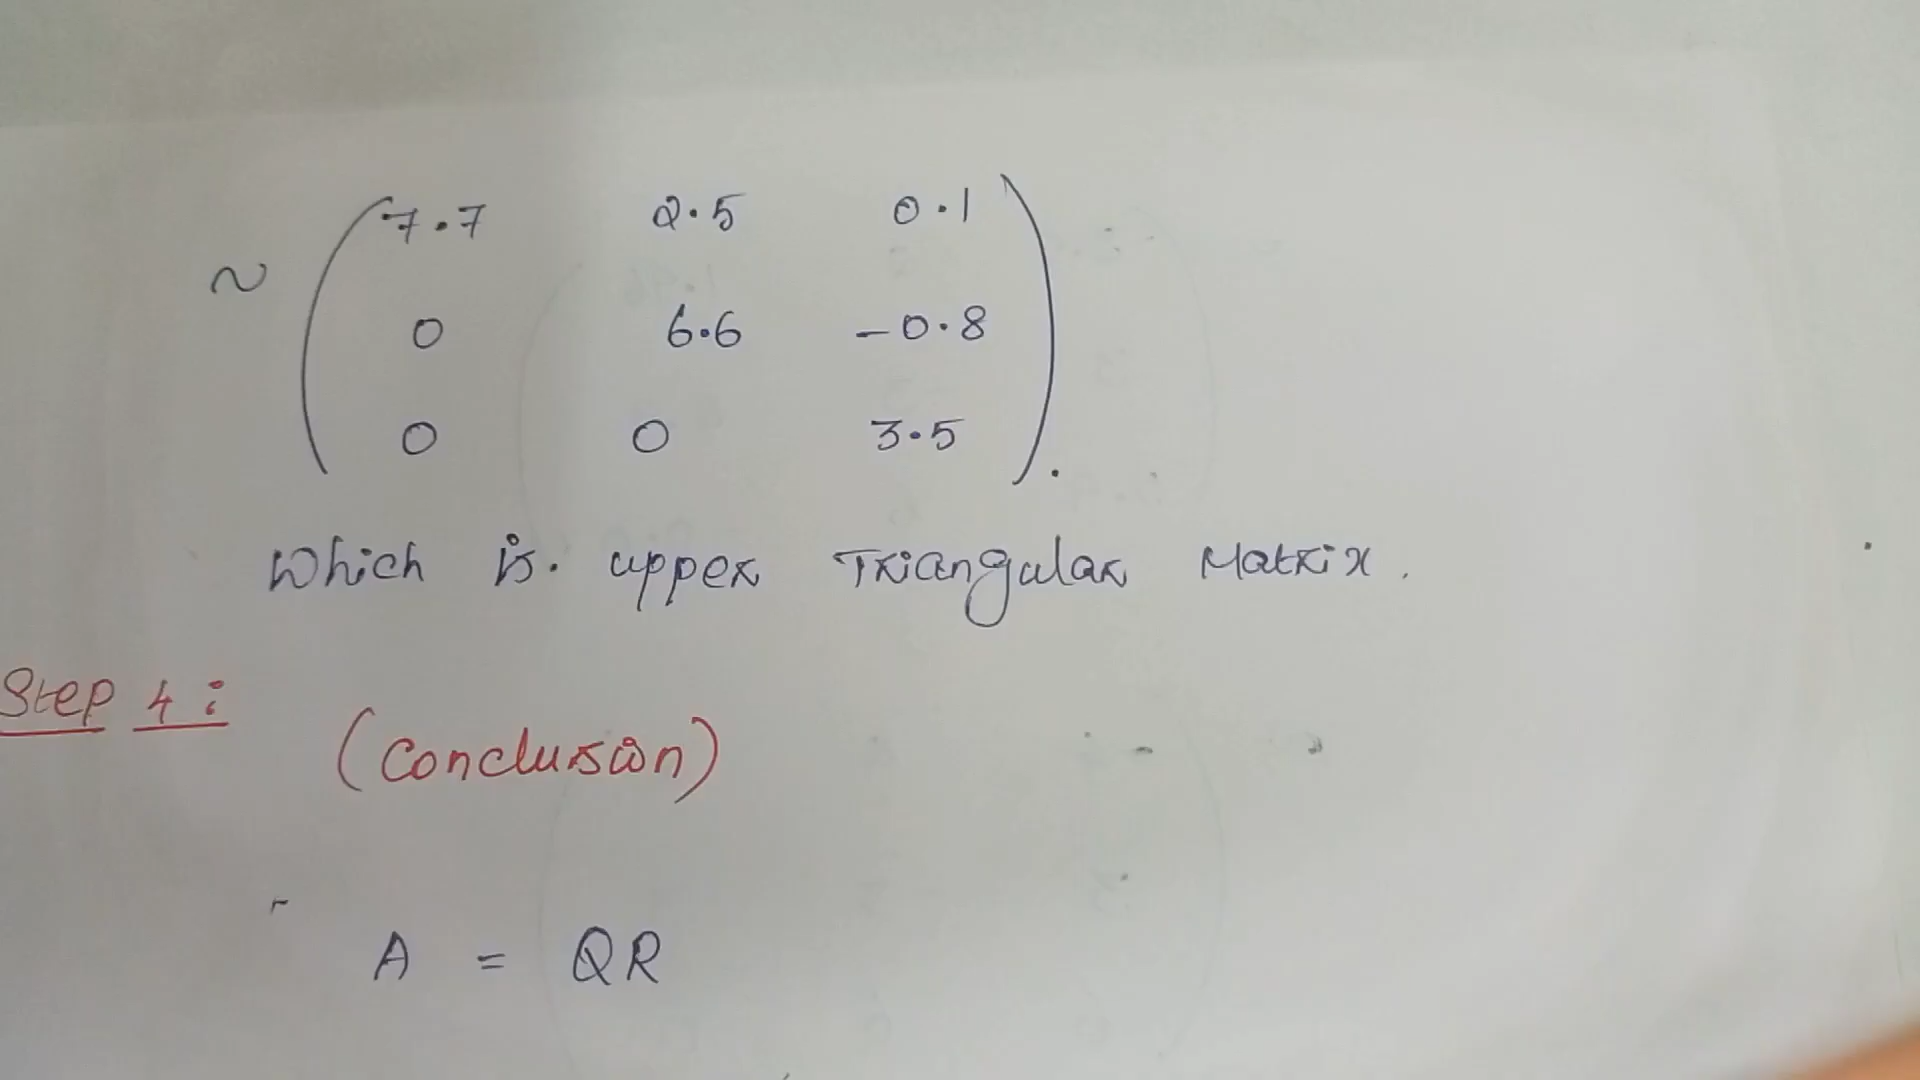 7.7 2.5 0.1
~ 0 6.6 -0.8
0 0 3.5 .
Which is. upper Triangular Matrix.
Step 4:
(Conclusion)
A = QR